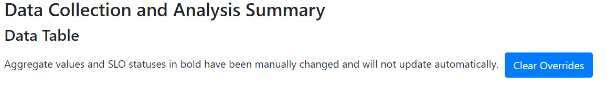 Data Collection and Analysis Summary
Data Table
Aggregate values and SLO statuses in bold have been manually changed and will not update automatically. Clear Overrides